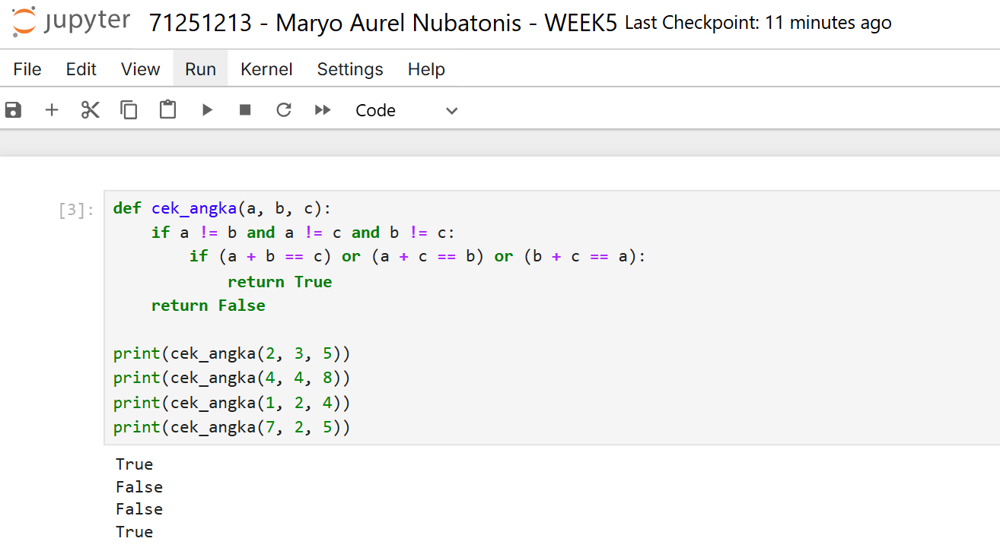 jupyter 71251213 - Maryo Aurel Nubatonis - WEEK5 Last Checkpoint: 11 minutes ago
File Edit View Run Kernel Settings Help
Code
[3]: def cek_angka(a, b, c):
    if a != b and a != c and b != c:
        if (a + b == c) or (a + c == b) or (b + c == a):
            return True
    return False
print(cek_angka(2, 3, 5))
print(cek_angka(4, 4, 8))
print(cek_angka(1, 2, 4))
print(cek_angka(7, 2, 5))
True
False
False
True